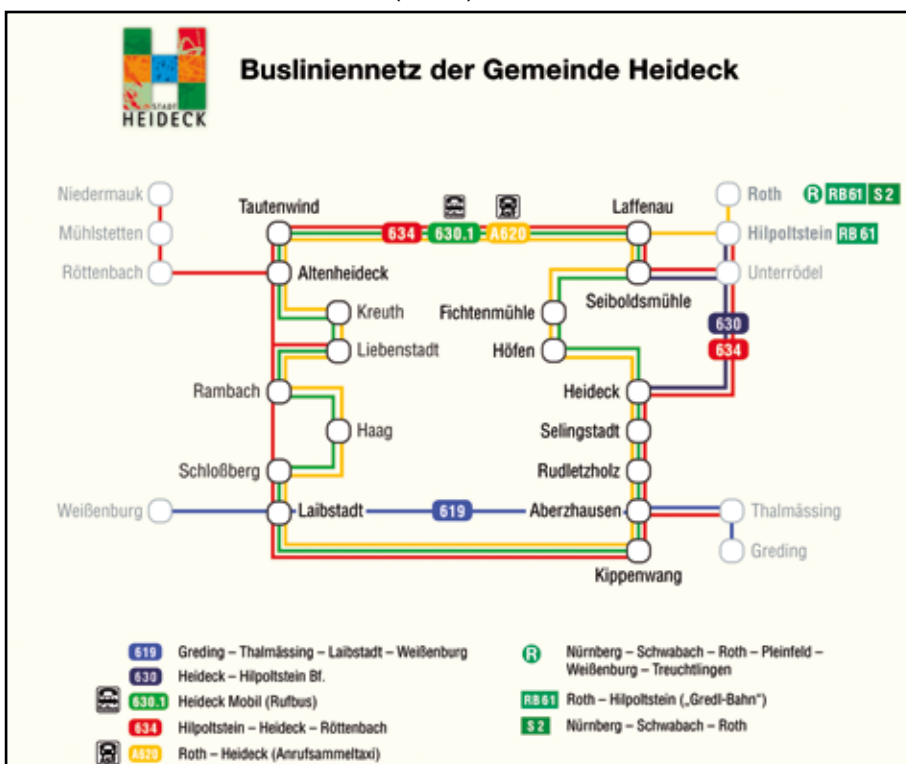 STADT
HEIDECK
Busliniennetz der Gemeinde Heideck
Niedermauk
Mühlstetten
Röttenbach
Tautenwind
634
630.1
A620
Laffenau
Roth
R
RB61
S 2
Hilpoltstein
RB 61
Altenheideck
Seiboldsmühle
Unterrödel
Kreuth
Fichtenmühle
630
Liebenstadt
Höfen
634
Rambach
Heideck
Haag
Selingstadt
Schloßberg
Rudletzholz
Weißenburg
Laibstadt
619
Aberzhausen
Thalmässing
Kippenwang
Greding
619 Greding – Thalmässing – Laibstadt – Weißenburg
630 Heideck – Hilpoltstein Bf.
630.1 Heideck Mobil (Rufbus)
634 Hilpoltstein – Heideck – Röttenbach
A620 Roth – Heideck (Anrufsammeltaxi)
R Nürnberg – Schwabach – Roth – Pleinfeld –
Weißenburg – Treuchtlingen
RB61 Roth – Hilpoltstein („Gredl-Bahn“)
S 2 Nürnberg – Schwabach – Roth